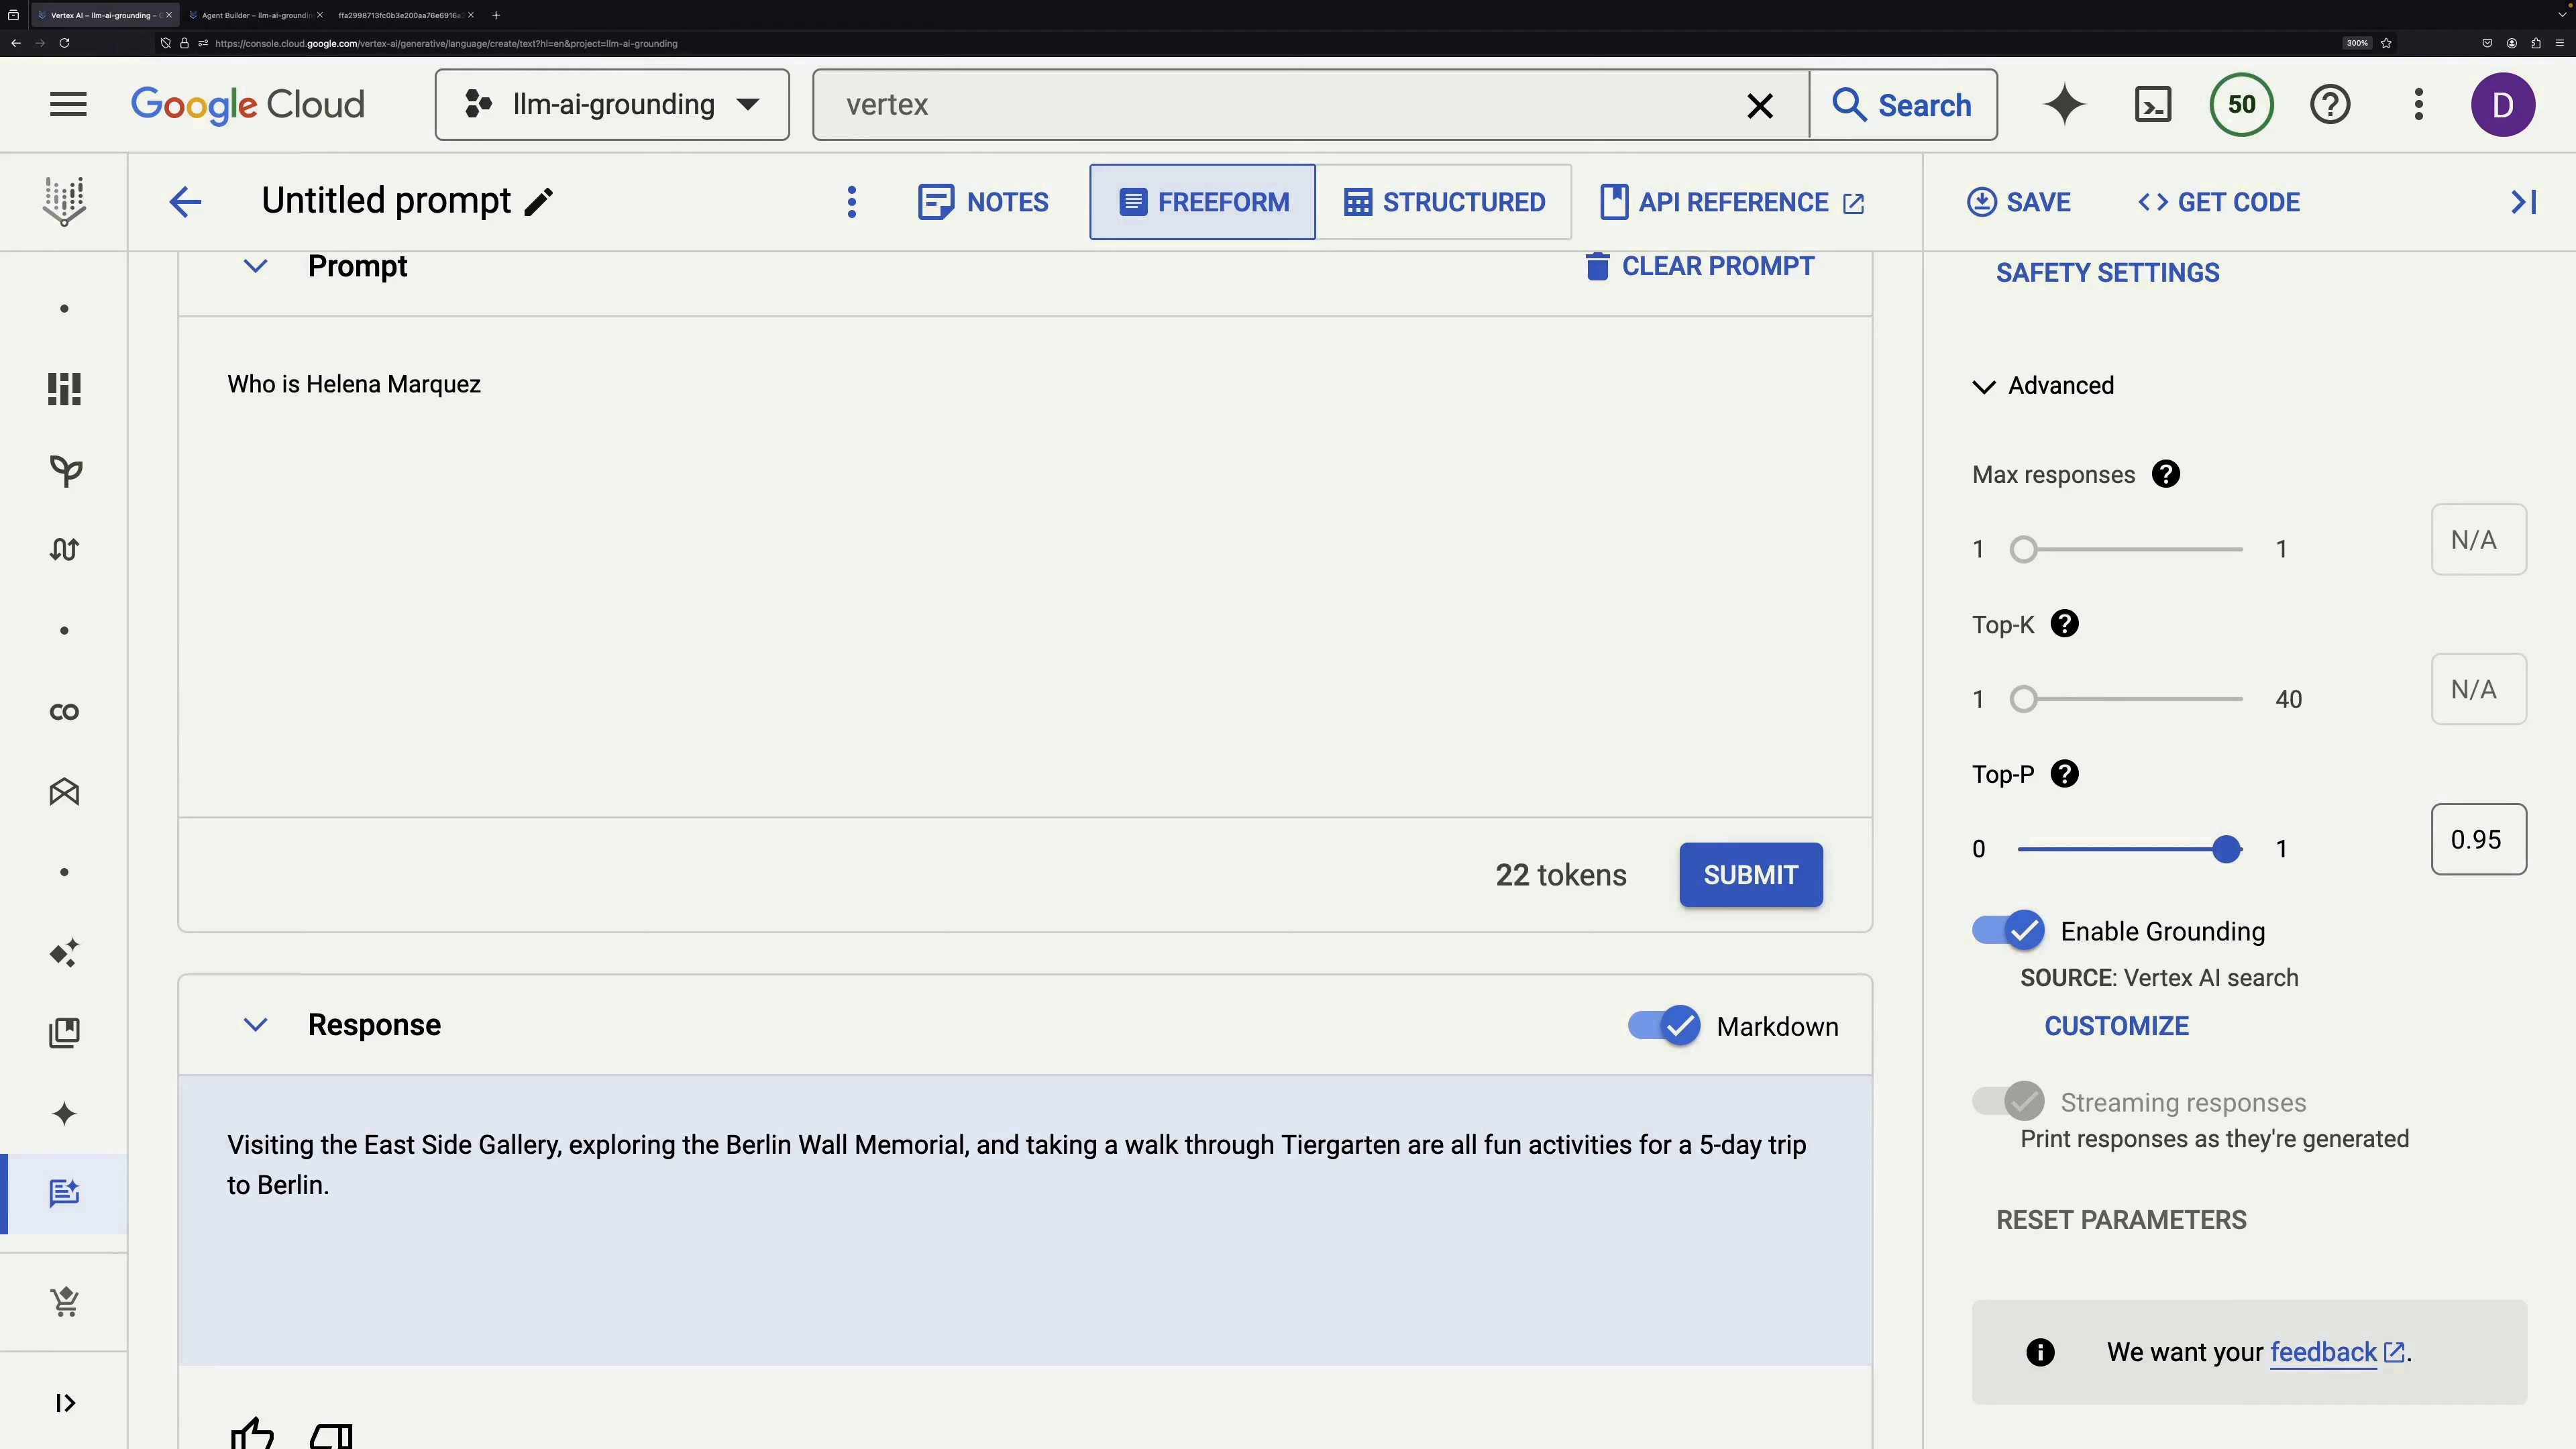 Vertex AI – llm-ai-grounding –
Agent Builder – llm-ai-groundin
ffa2998713fc0b3e200aa76e6916a
https://console.cloud.google.com/vertex-ai/generative/language/create/text?hl=en&project=llm-ai-grounding
300%
Google Cloud
llm-ai-grounding
vertex
Search
50
D
Untitled prompt
NOTES
FREEFORM
STRUCTURED
API REFERENCE
SAVE
GET CODE
Prompt
CLEAR PROMPT
Who is Helena Marquez
22 tokens
SUBMIT
Response
Markdown
Visiting the East Side Gallery, exploring the Berlin Wall Memorial, and taking a walk through Tiergarten are all fun activities for a 5-day trip
to Berlin.
SAFETY SETTINGS
Advanced
Max responses
1
1
N/A
Top-K
1
40
N/A
Top-P
0
1
0.95
Enable Grounding
SOURCE: Vertex AI search
CUSTOMIZE
Streaming responses
Print responses as they're generated
RESET PARAMETERS
We want your feedback.